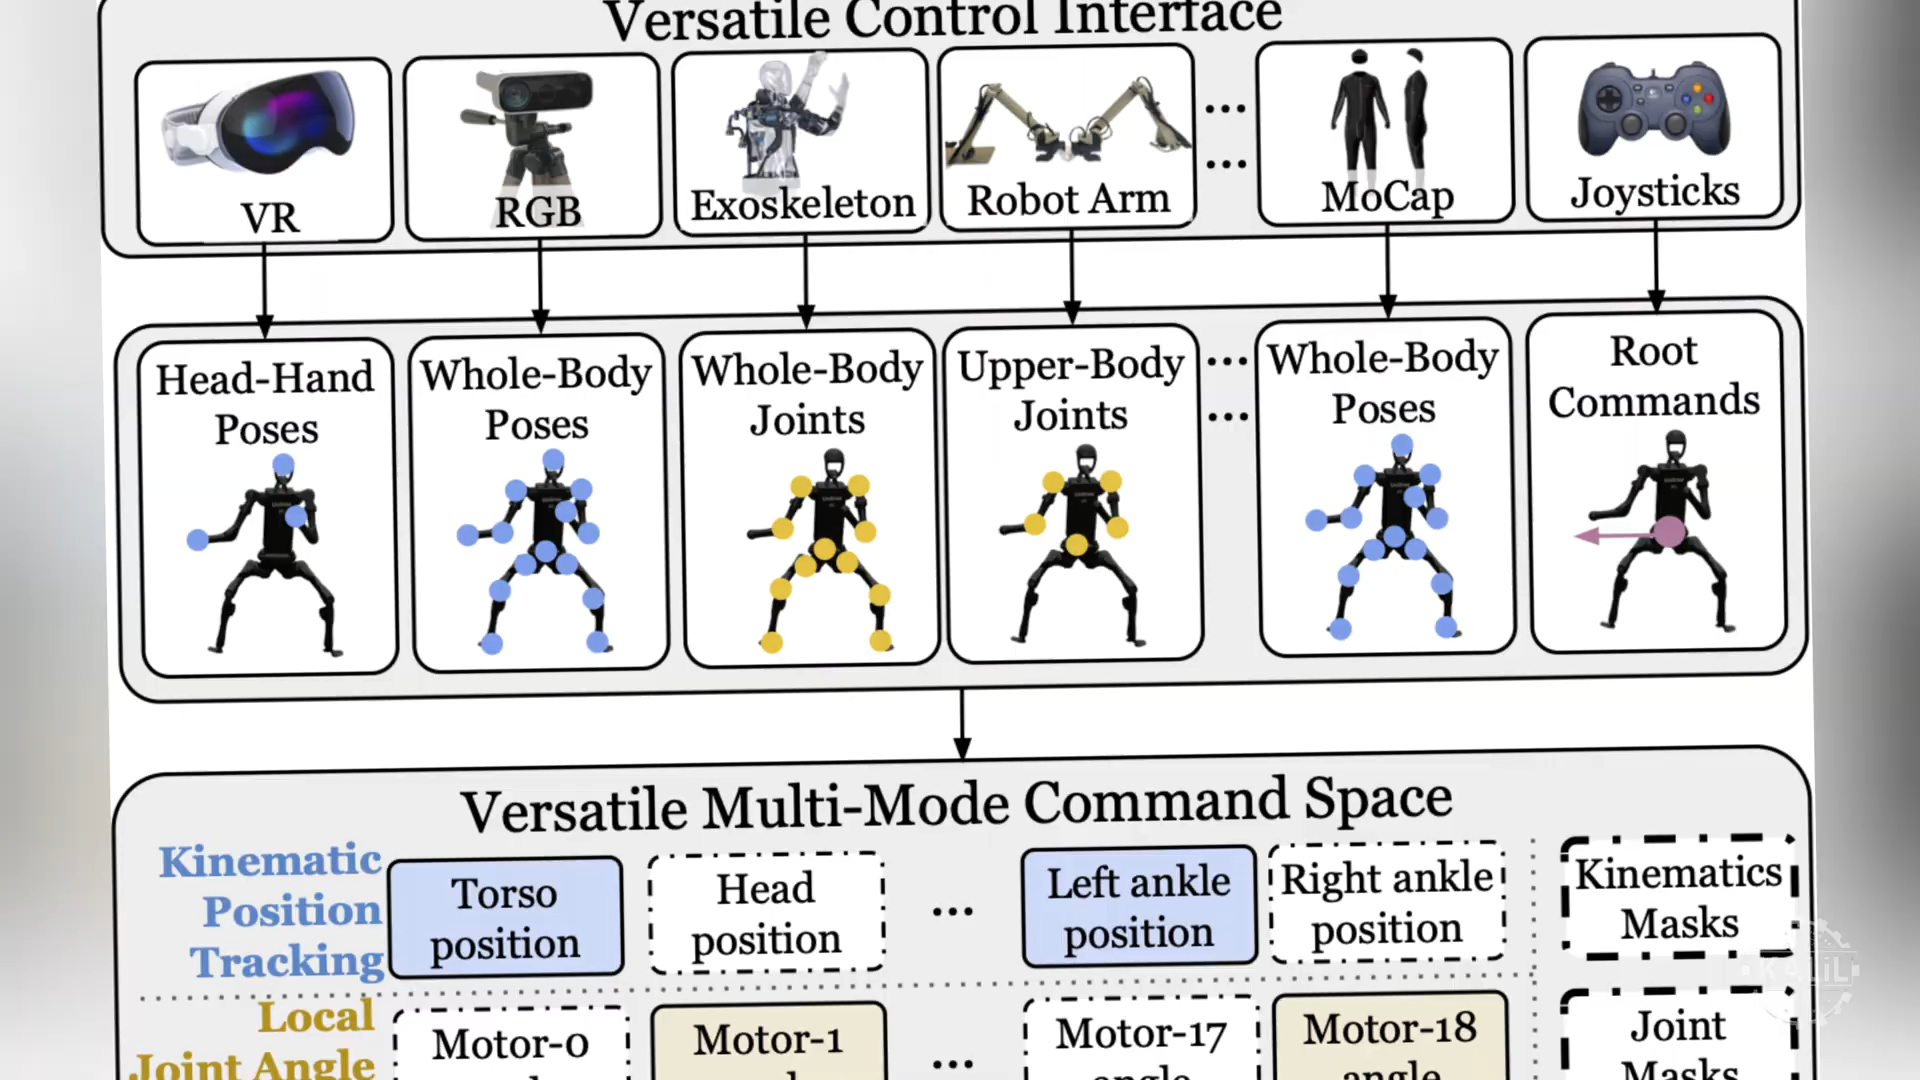 Versatile Control Interface
VR
RGB
Exoskeleton
Robot Arm
...
...
MoCap
Joysticks
Head-Hand
Poses
Whole-Body
Poses
Whole-Body
Joints
Upper-Body
Joints
...
...
Whole-Body
Poses
Root
Commands
Versatile Multi-Mode Command Space
Kinematic
Position
Tracking
Torso
position
Head
position
...
Left ankle
position
Right ankle
position
Kinematics
Masks
Local
Joint Angle
Motor-0
Motor-1
...
Motor-17
angle
Motor-18
angle
Joint
Masks